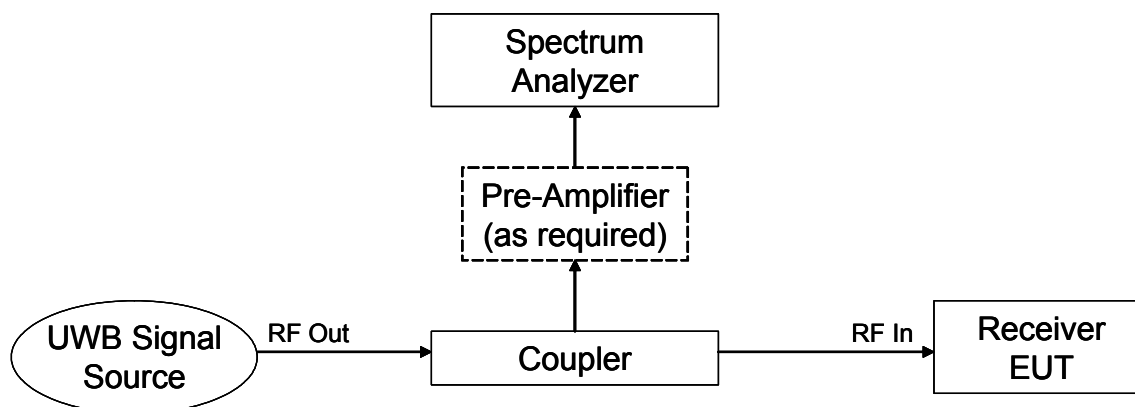 Spectrum
Analyzer
Pre-Amplifier
(as required)
UWB Signal
Source
RF Out
Coupler
RF In
Receiver
EUT